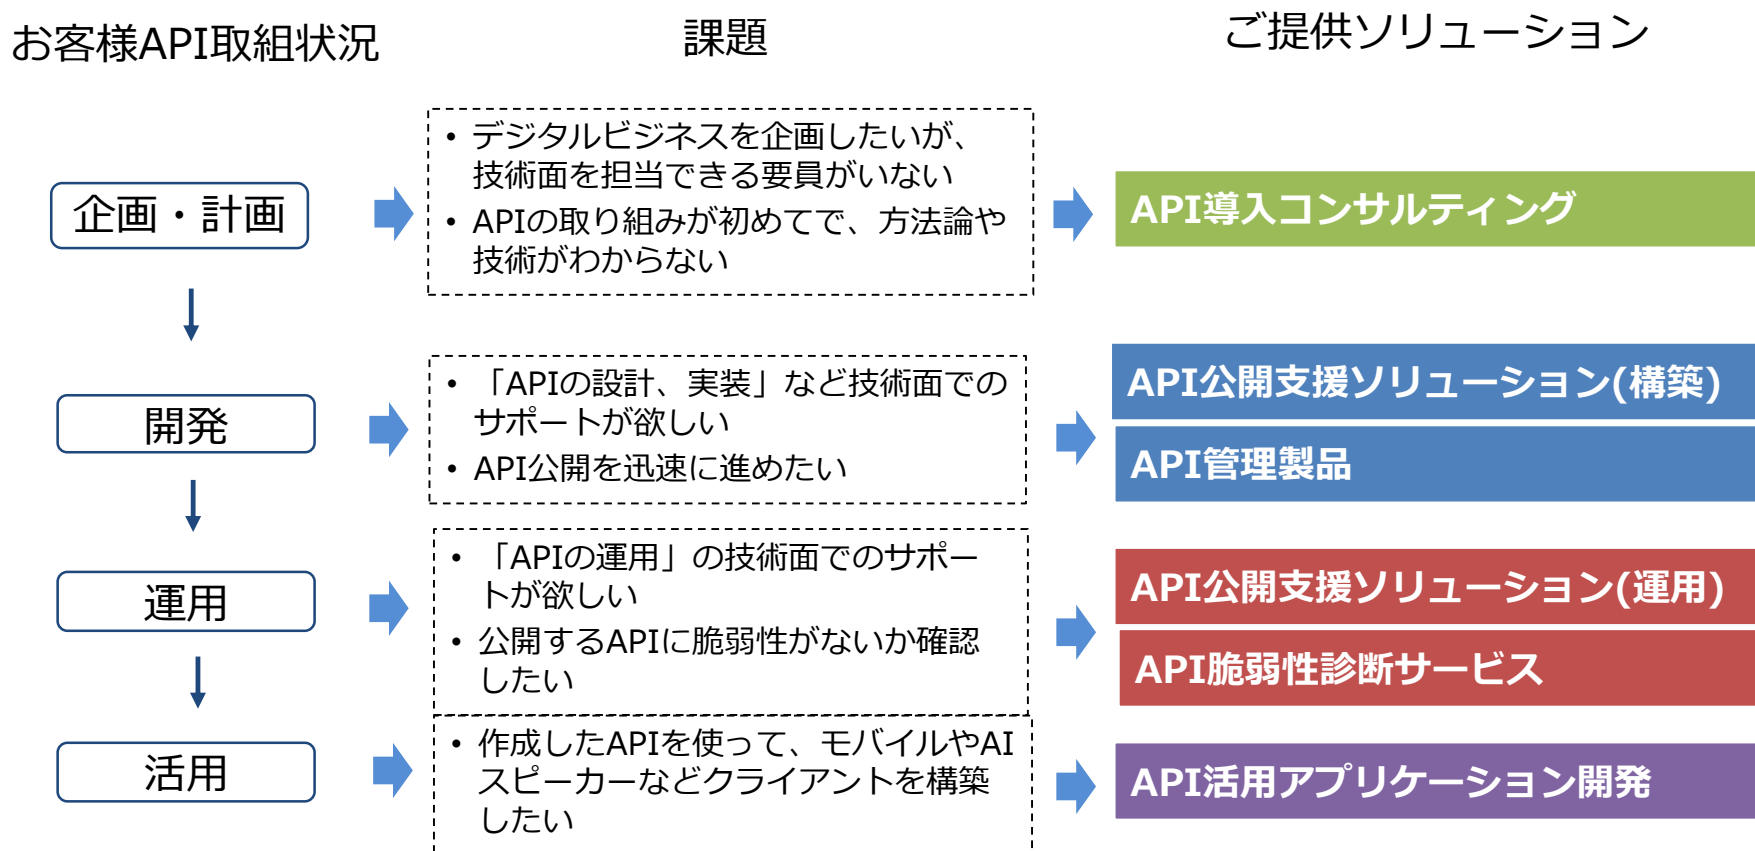 お客様API取組状況
課題
ご提供ソリューション
企画・計画
• デジタルビジネスを企画したいが、
技術面を担当できる要員がいない
• APIの取り組みが初めてで、方法論や
技術がわからない
API導入コンサルティング
開発
• 「APIの設計、実装」など技術面での
サポートが欲しい
• API公開を迅速に進めたい
API公開支援ソリューション(構築)
API管理製品
運用
• 「APIの運用」の技術面でのサポー
トが欲しい
• 公開するAPIに脆弱性がないか確認
したい
API公開支援ソリューション(運用)
API脆弱性診断サービス
活用
• 作成したAPIを使って、モバイルやAI
スピーカーなどクライアントを構築
したい
API活用アプリケーション開発